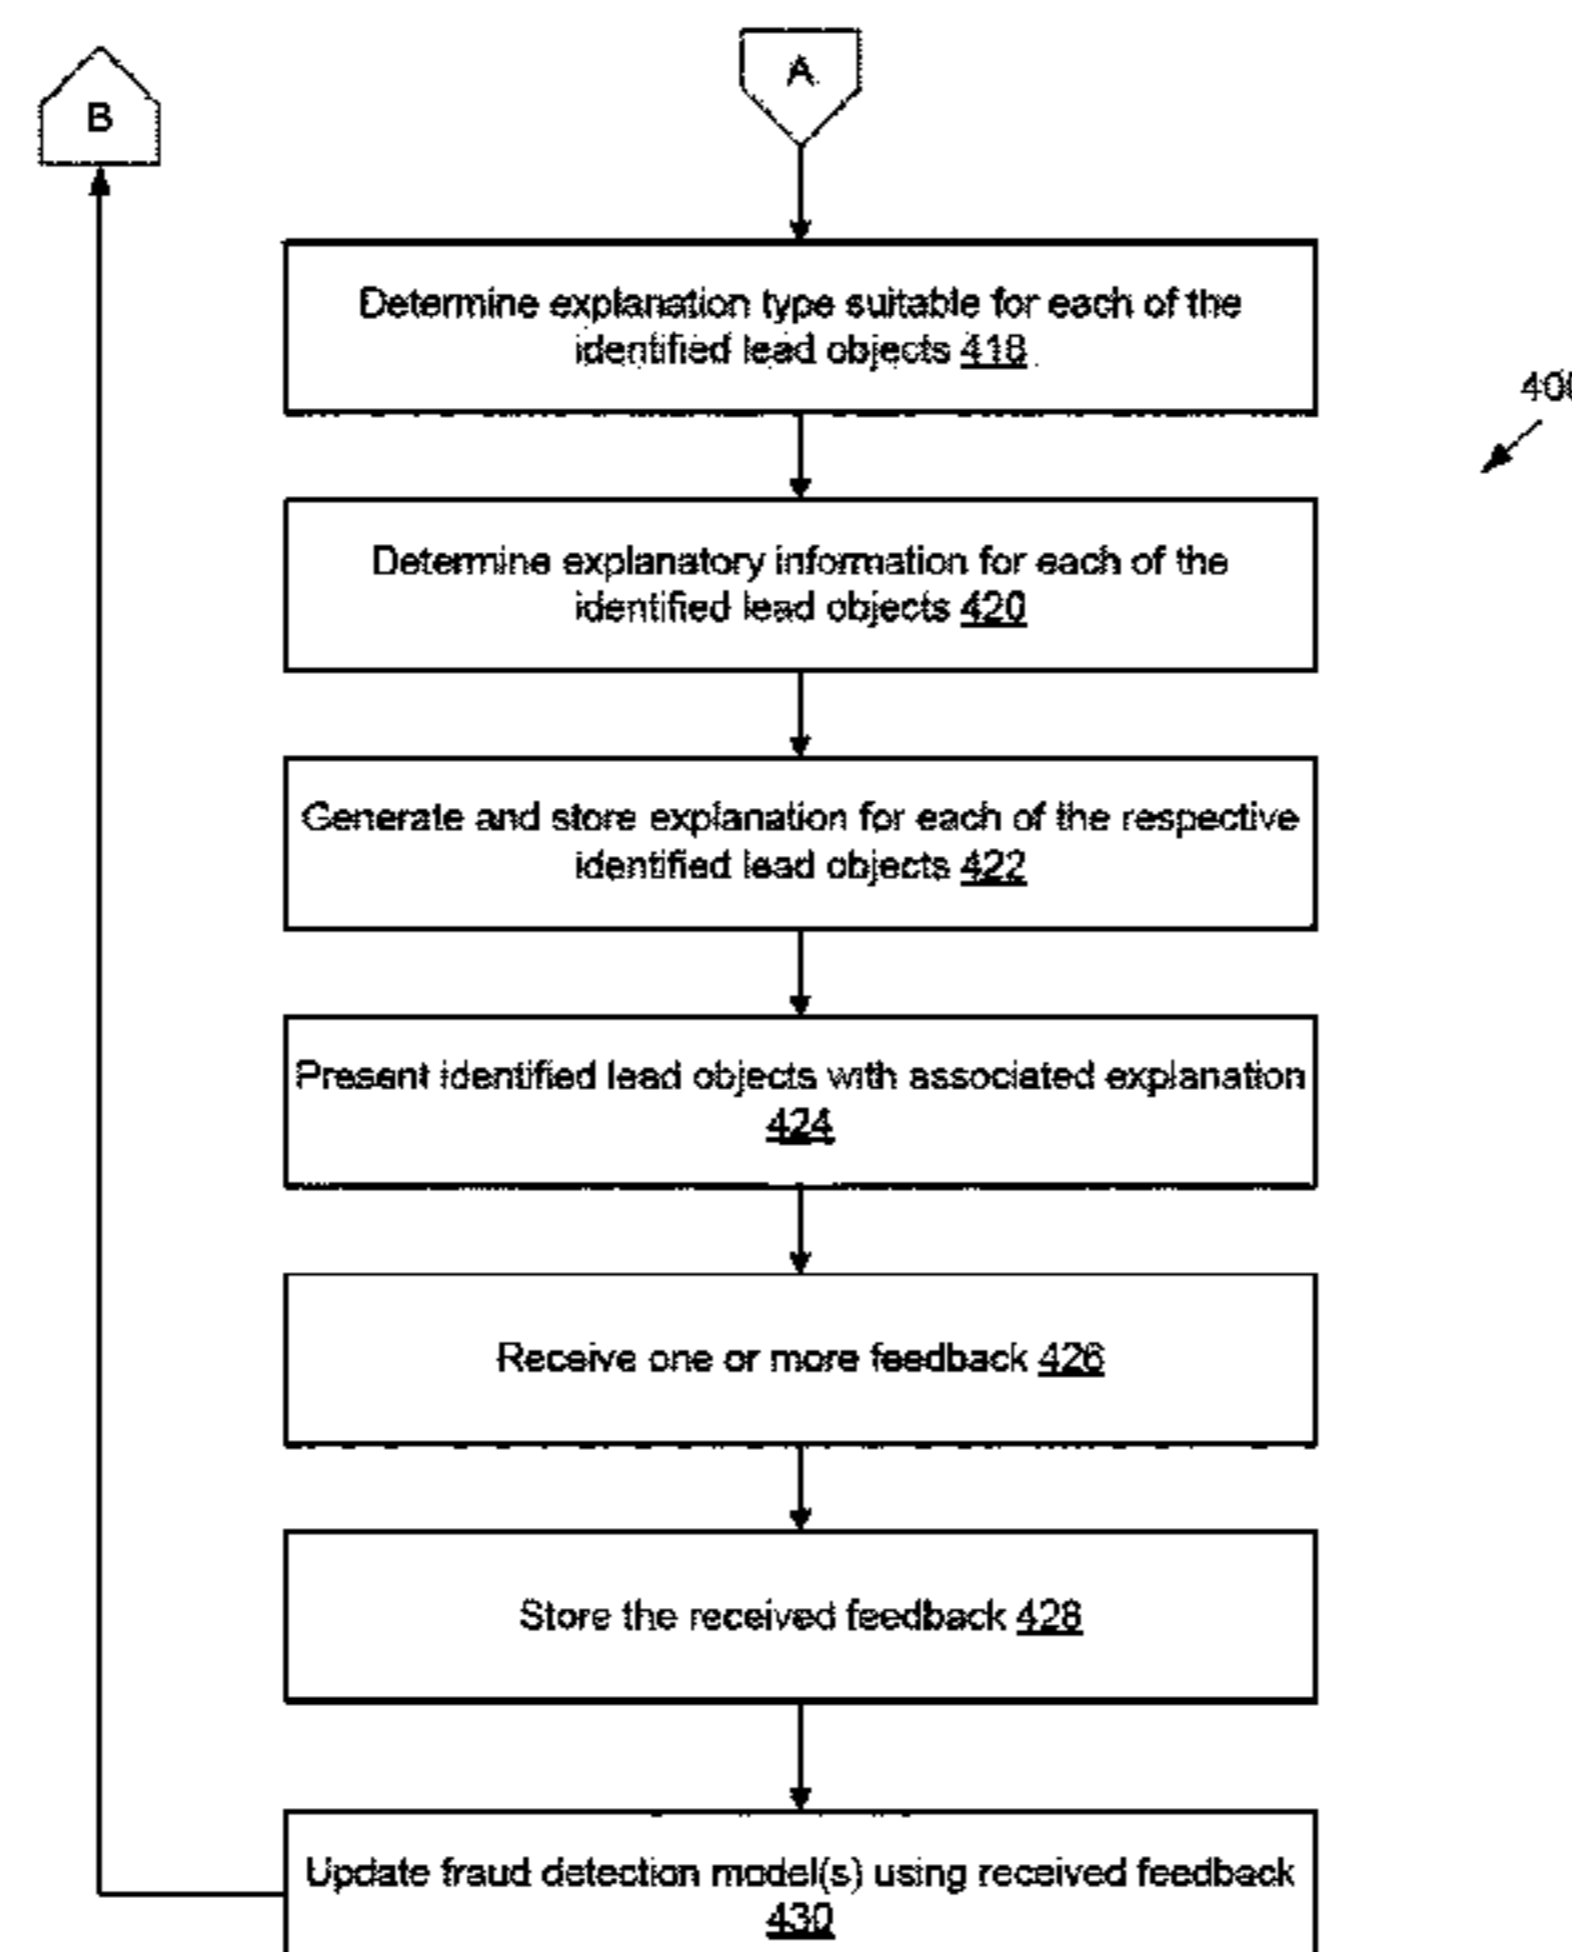 A
B
Determine explanation type suitable for each of the
identified lead objects 418
Determine explanatory information for each of the
identified lead objects 420
Generate and store explanation for each of the respective
identified lead objects 422
Present identified lead objects with associated explanation
424
Receive one or more feedback 426
Store the received feedback 428
Update fraud detection model(s) using received feedback
430